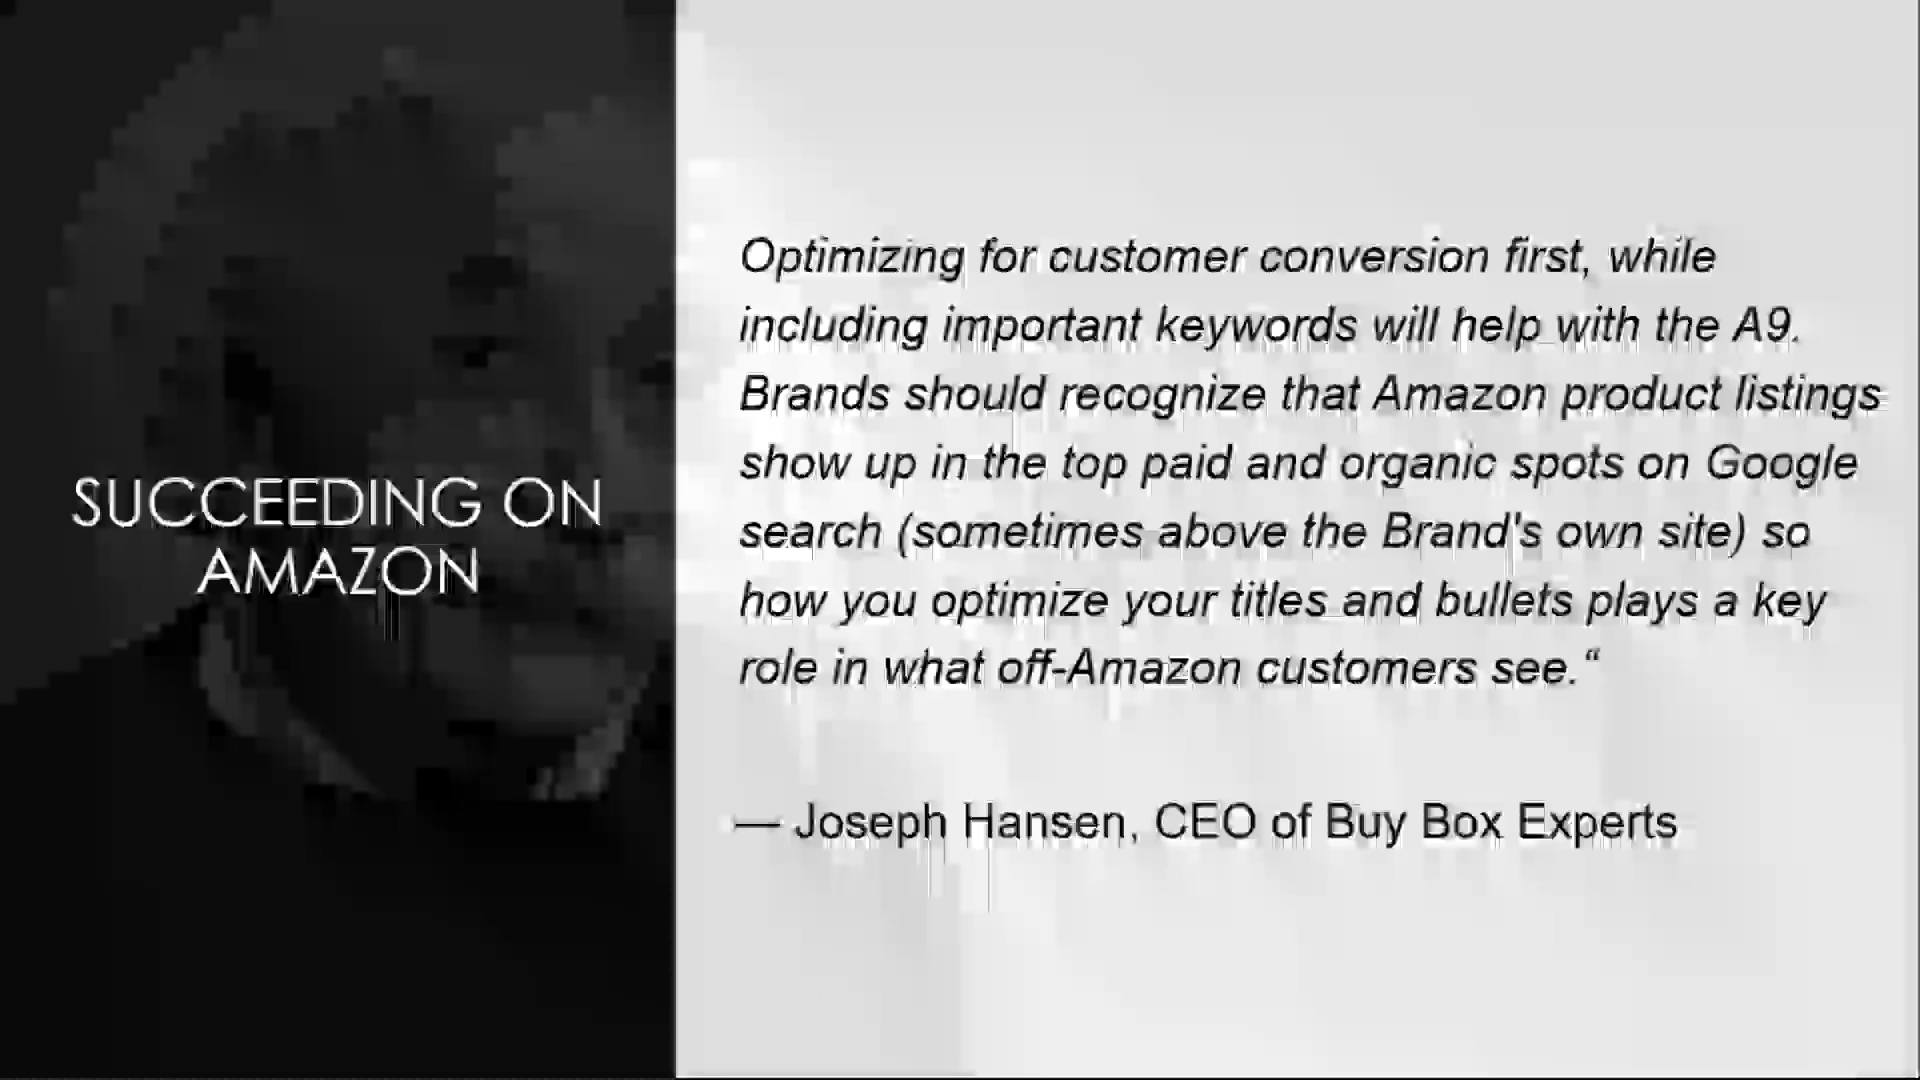 SUCCEEDING ON
AMAZON
Optimizing for customer conversion first, while
including important keywords will help with the A9.
Brands should recognize that Amazon product listings
show up in the top paid and organic spots on Google
search (sometimes above the Brand's own site) so
how you optimize your titles and bullets plays a key
role in what off-Amazon customers see.“
— Joseph Hansen, CEO of Buy Box Experts